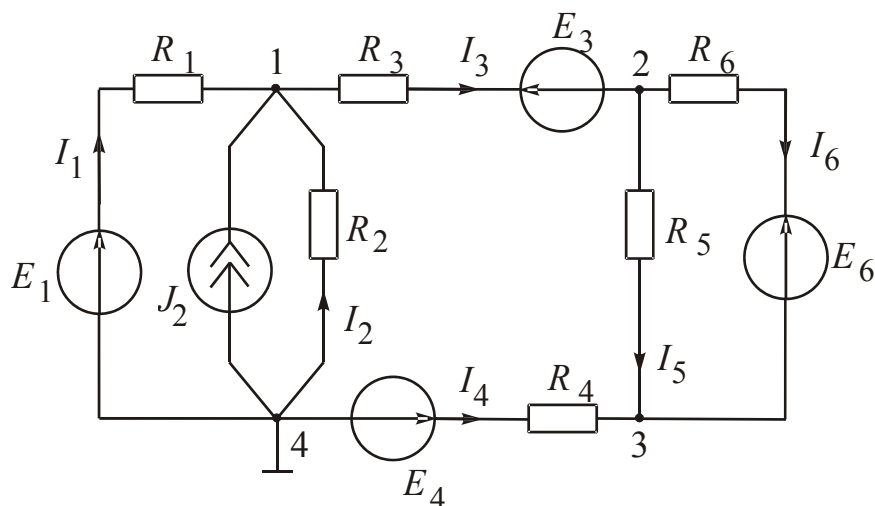 R₁ 1 R₃ I₃ E₃ 2 R₆
I₁ I₆
R₂ R₅
E₁ J₂ E₆
I₂
I₄ R₄ I₅
4 3
E₄